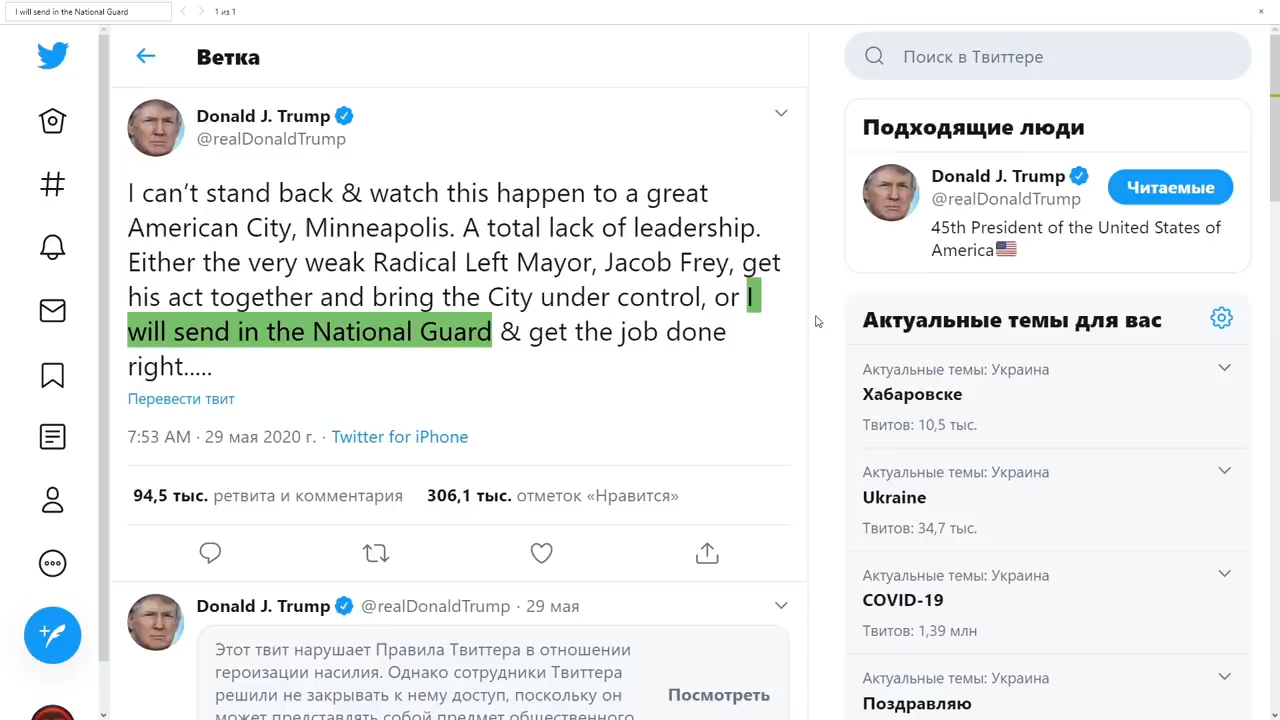 I will send in the National Guard
1 из 1
Ветка
Donald J. Trump
@realDonaldTrump
I can’t stand back & watch this happen to a great
American City, Minneapolis. A total lack of leadership.
Either the very weak Radical Left Mayor, Jacob Frey, get
his act together and bring the City under control, or I
will send in the National Guard & get the job done
right.....
Перевести твит
7:53 AM · 29 мая 2020 г. · Twitter for iPhone
94,5 тыс. ретвита и комментария 306,1 тыс. отметок «Нравится»
Donald J. Trump @realDonaldTrump · 29 мая
Этот твит нарушает Правила Твиттера в отношении
героизации насилия. Однако сотрудники Твиттера
решили не закрывать к нему доступ, поскольку он
может представлять собой предмет общественного
Посмотреть
Поиск в Твиттере
Подходящие люди
Donald J. Trump
@realDonaldTrump
Читаемые
45th President of the United States of
America
Актуальные темы для вас
Актуальные темы: Украина
Хабаровске
Твитов: 10,5 тыс.
Актуальные темы: Украина
Ukraine
Твитов: 34,7 тыс.
Актуальные темы: Украина
COVID-19
Твитов: 1,39 млн
Актуальные темы: Украина
Поздравляю